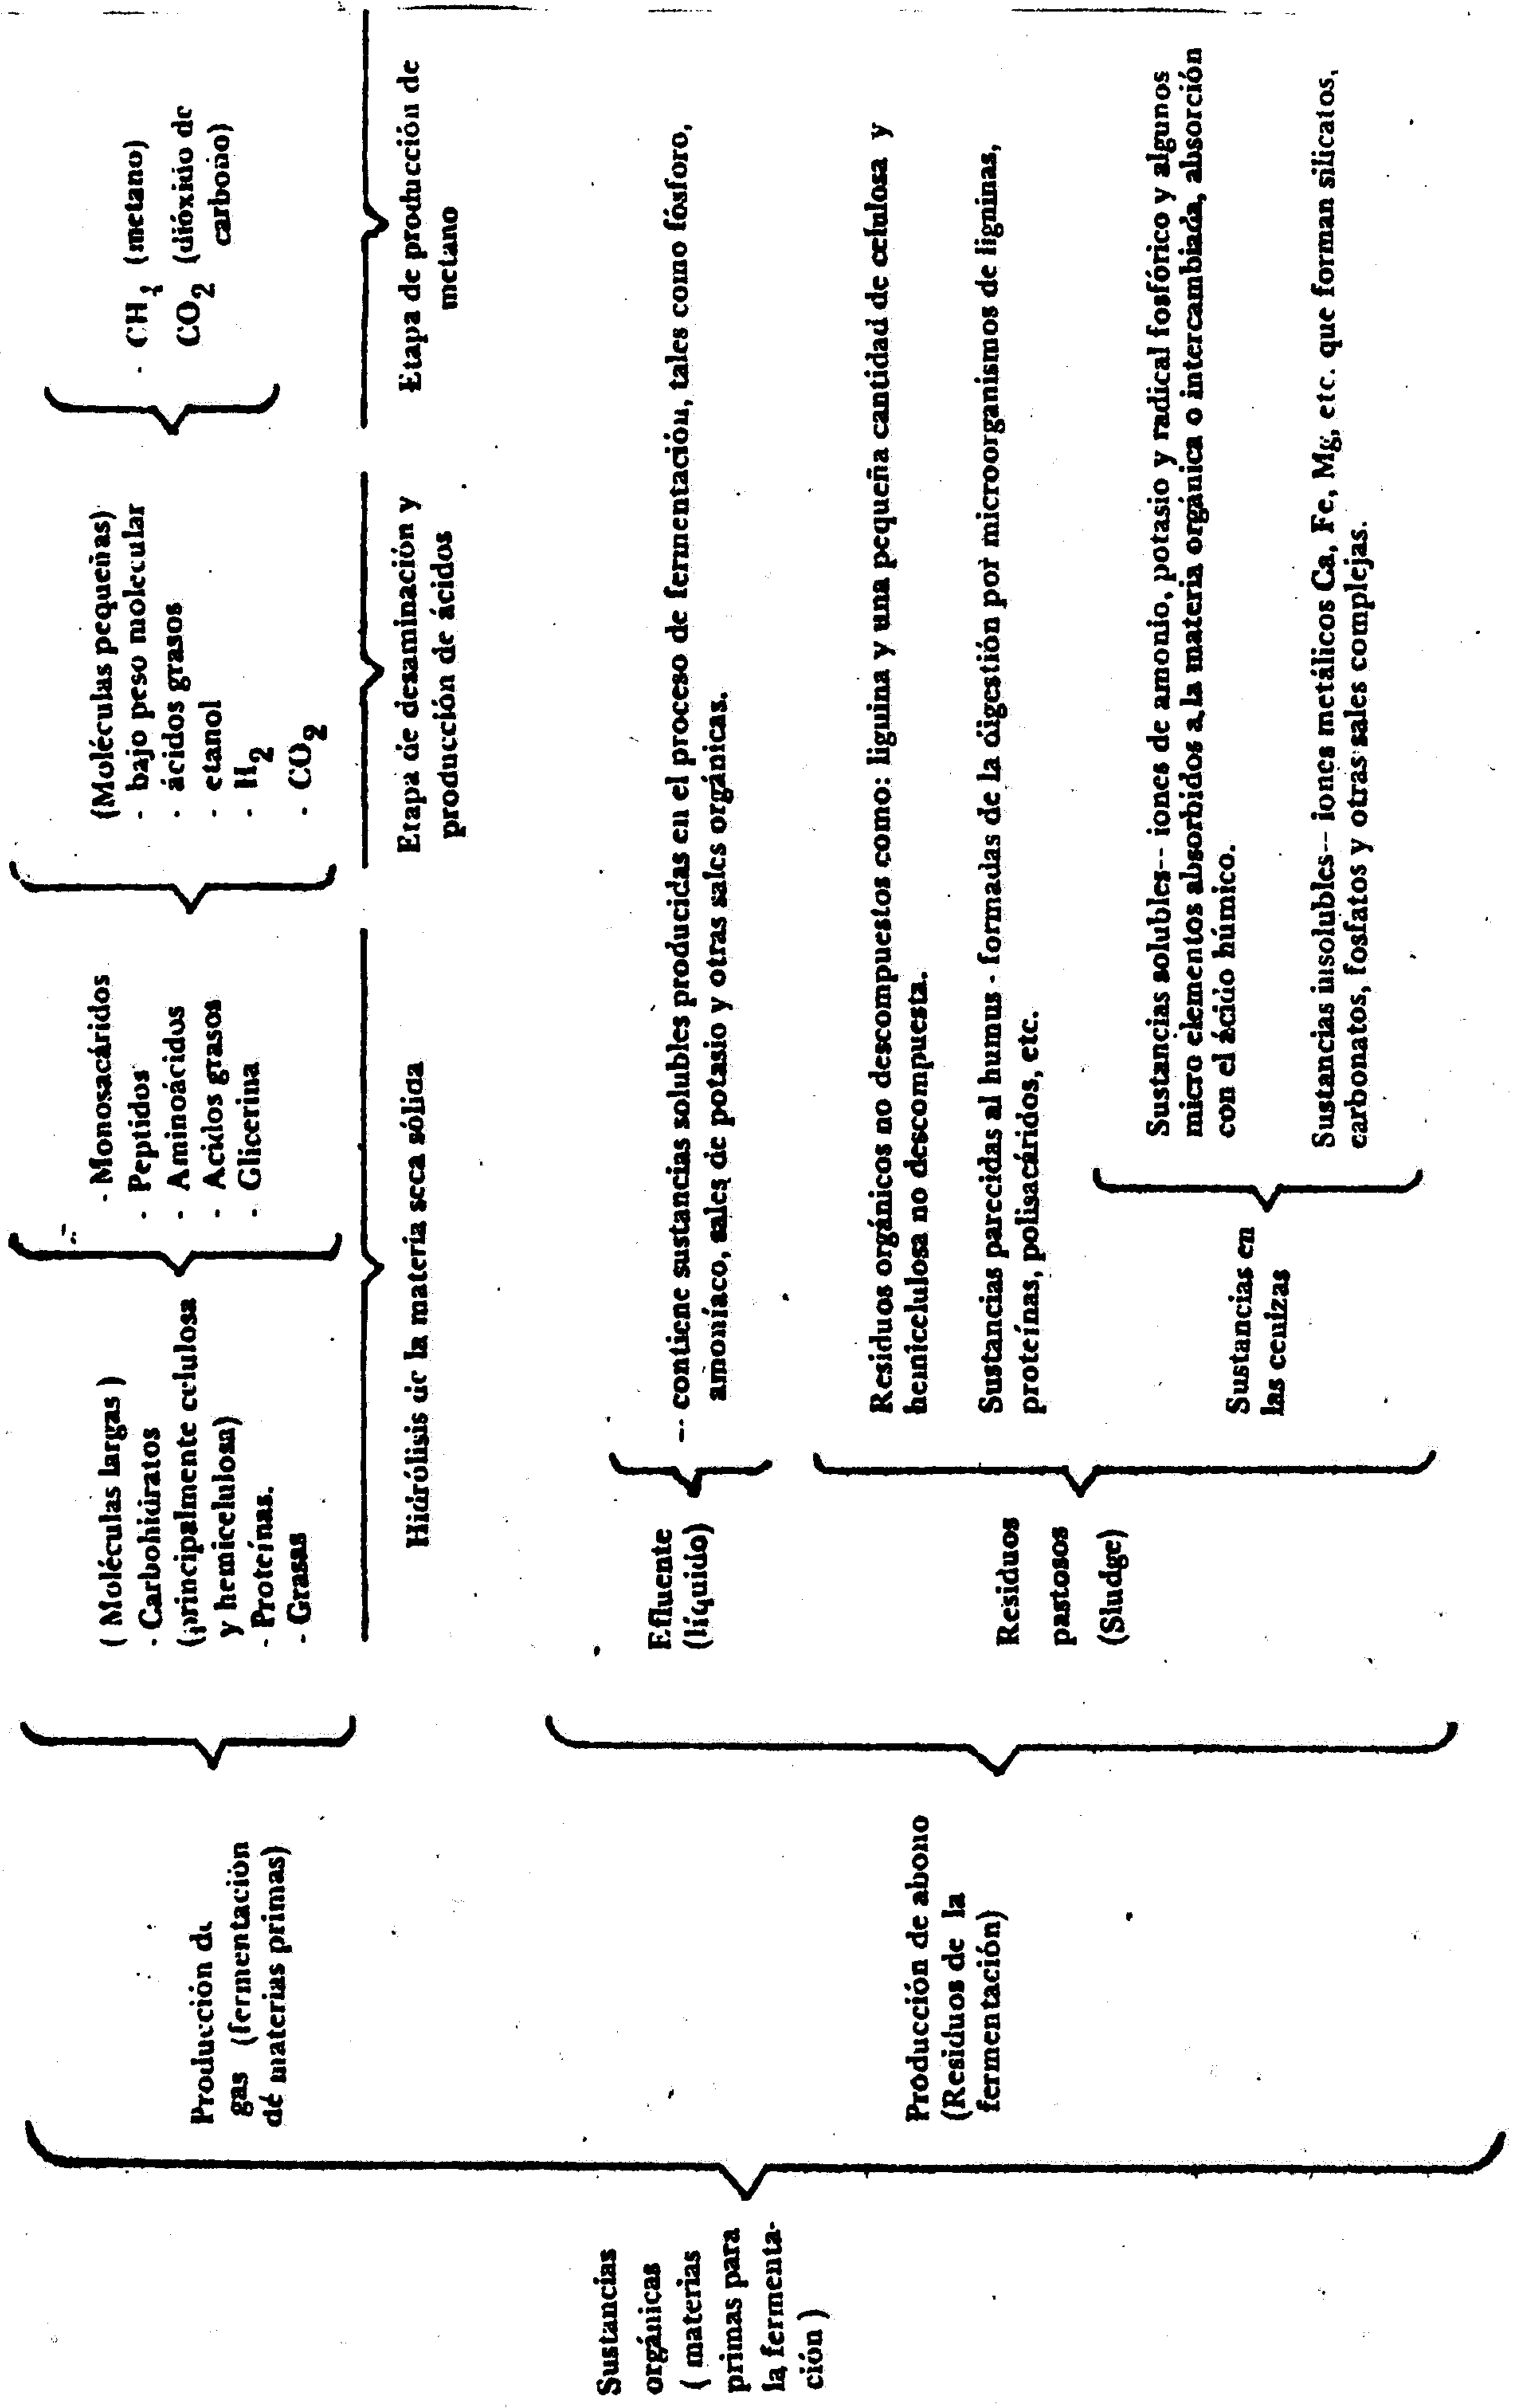 Sustancias
orgánicas
( materias
primas para
la fermenta-
ción )
Producción de
gas (fermentación
de materias primas)
( Moléculas largas )
- Carbohidratos
(principalmente celulosa
y hemicelulosa)
- Proteínas.
- Grasas
- Monosacáridos
- Peptidos
- Aminoácidos
- Acidos grasos
- Glicerina
(Moléculas pequeñas)
- bajo peso molecular
- ácidos grasos
- etanol
- H2
- CO2
- CH4 (metano)
CO2 (dióxido de
carbono)
Hidrólisis de la materia seca sólida
Etapa de desaminación y
producción de ácidos
Etapa de producción de
metano
Producción de abono
(Residuos de la
fermentación)
Efluente
(líquido)
-- contiene sustancias solubles producidas en el proceso de fermentación, tales como fósforo,
amoníaco, sales de potasio y otras sales orgánicas.
Residuos
pastosos
(Sludge)
Residuos orgánicos no descompuestos como: liguina y una pequeña cantidad de celulosa y
hemicelulosa no descompuesta.
Sustancias parecidas al humus - formadas de la digestión por microorganismos de ligninas,
proteínas, polisacáridos, etc.
Sustancias en
las cenizas
Sustancias solubles-- iones de amonio, potasio y radical fosfórico y algunos
micro elementos absorbidos a la materia orgánica o intercambiada, absorción
con el ácido húmico.
Sustancias insolubles-- iones metálicos Ca, Fe, Mg, etc. que forman silicatos,
carbonatos, fosfatos y otras sales complejas.